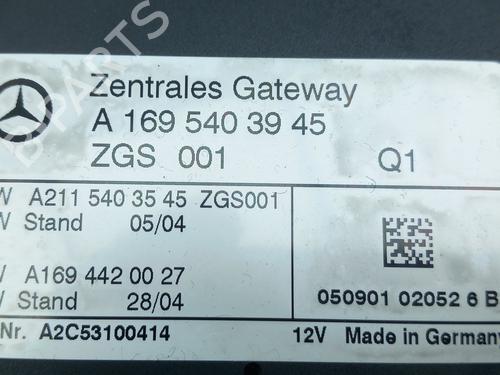 Zentrales Gateway
A 169 540 39 45
ZGS 001 Q1
W A211 540 35 45 ZGS001
W Stand 05/04
W A169 442 00 27
W Stand 28/04
Nr. A2C53100414
050901 02052 6 B
12V Made in Germany
B-PARTS